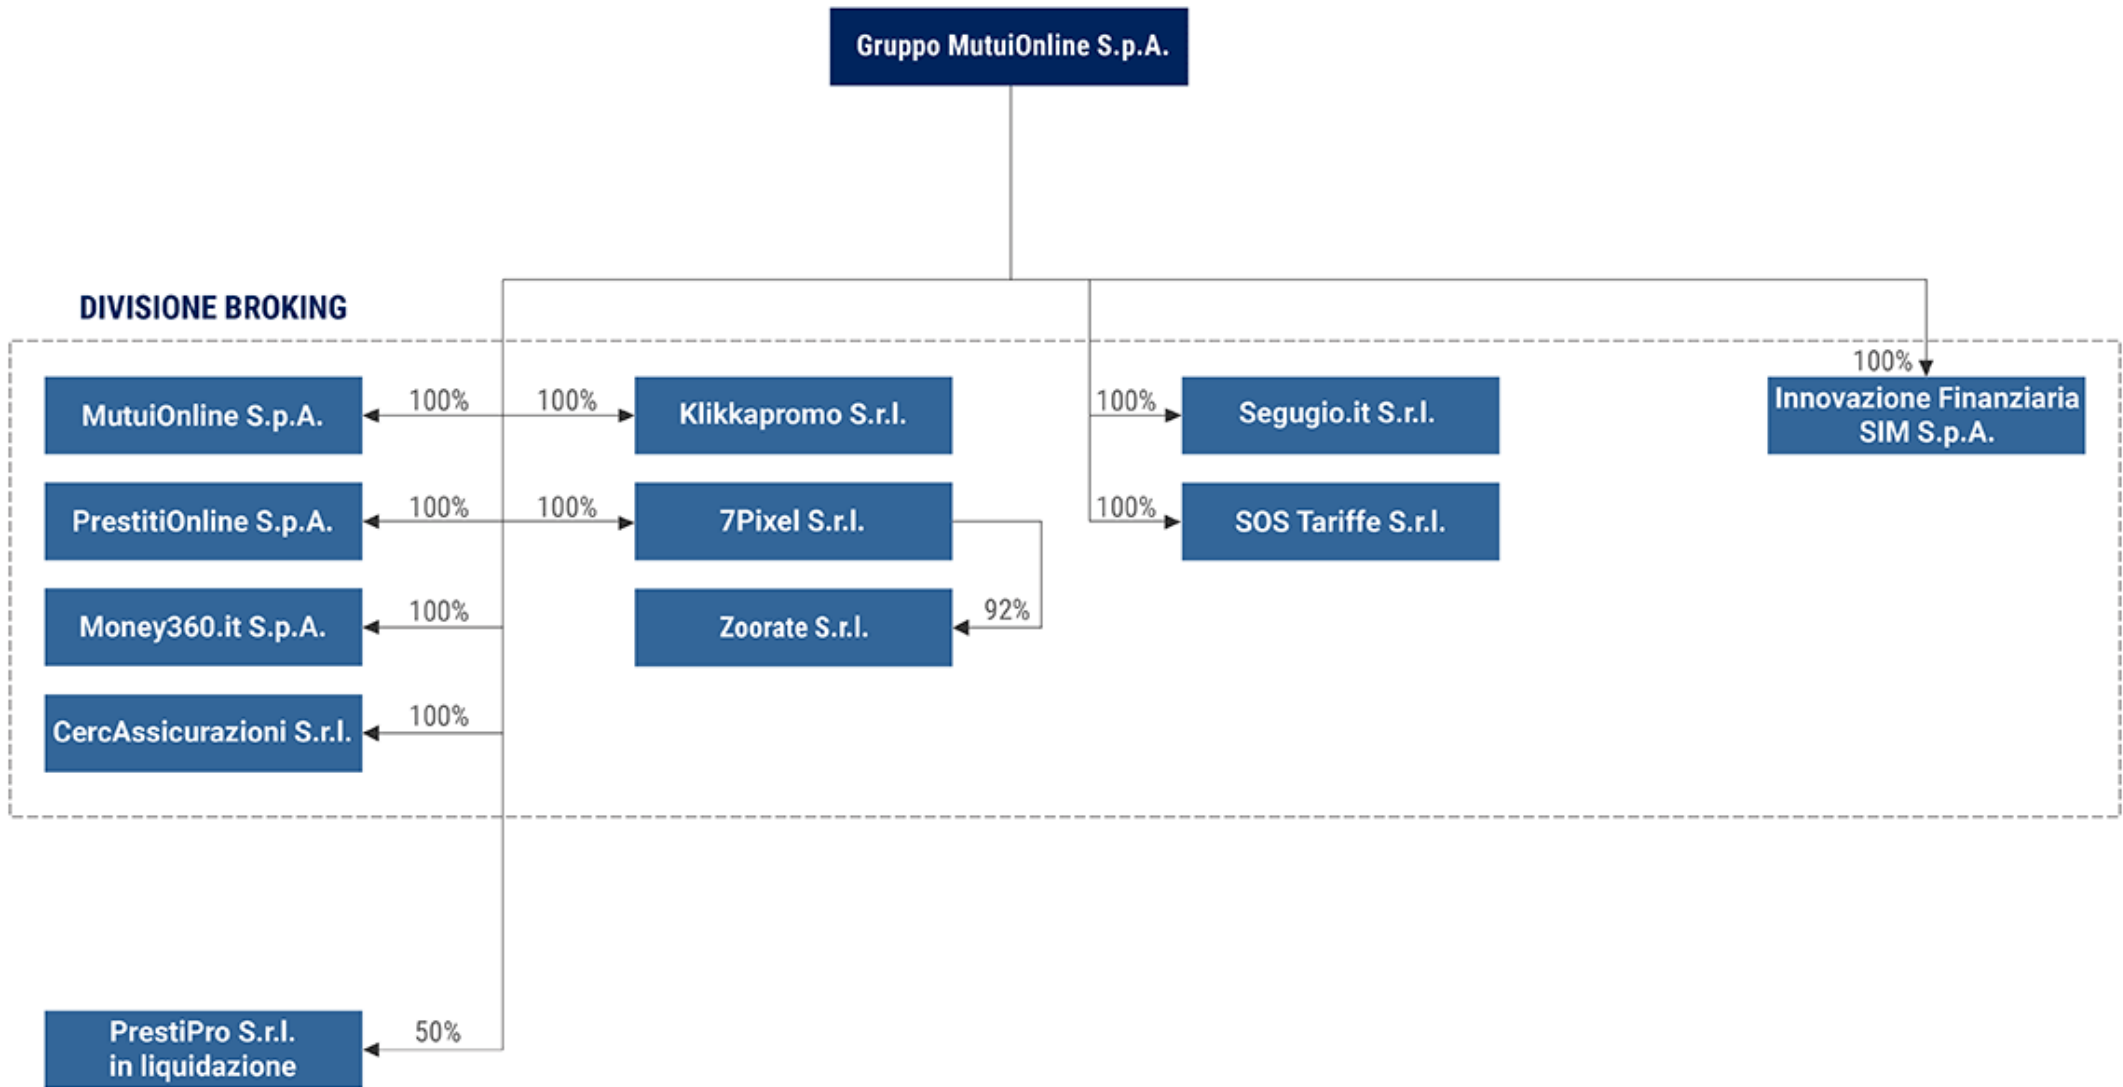 Gruppo MutuiOnline S.p.A.
DIVISIONE BROKING
100%
MutuiOnline S.p.A.
100%
100%
Klikkapromo S.r.l.
100%
Segugio.it S.r.l.
Innovazione Finanziaria
SIM S.p.A.
PrestitiOnline S.p.A.
100%
100%
7Pixel S.r.l.
100%
SOS Tariffe S.r.l.
Money360.it S.p.A.
100%
Zoorate S.r.l.
92%
CercAssicurazioni S.r.l.
100%
PrestiPro S.r.l.
in liquidazione
50%